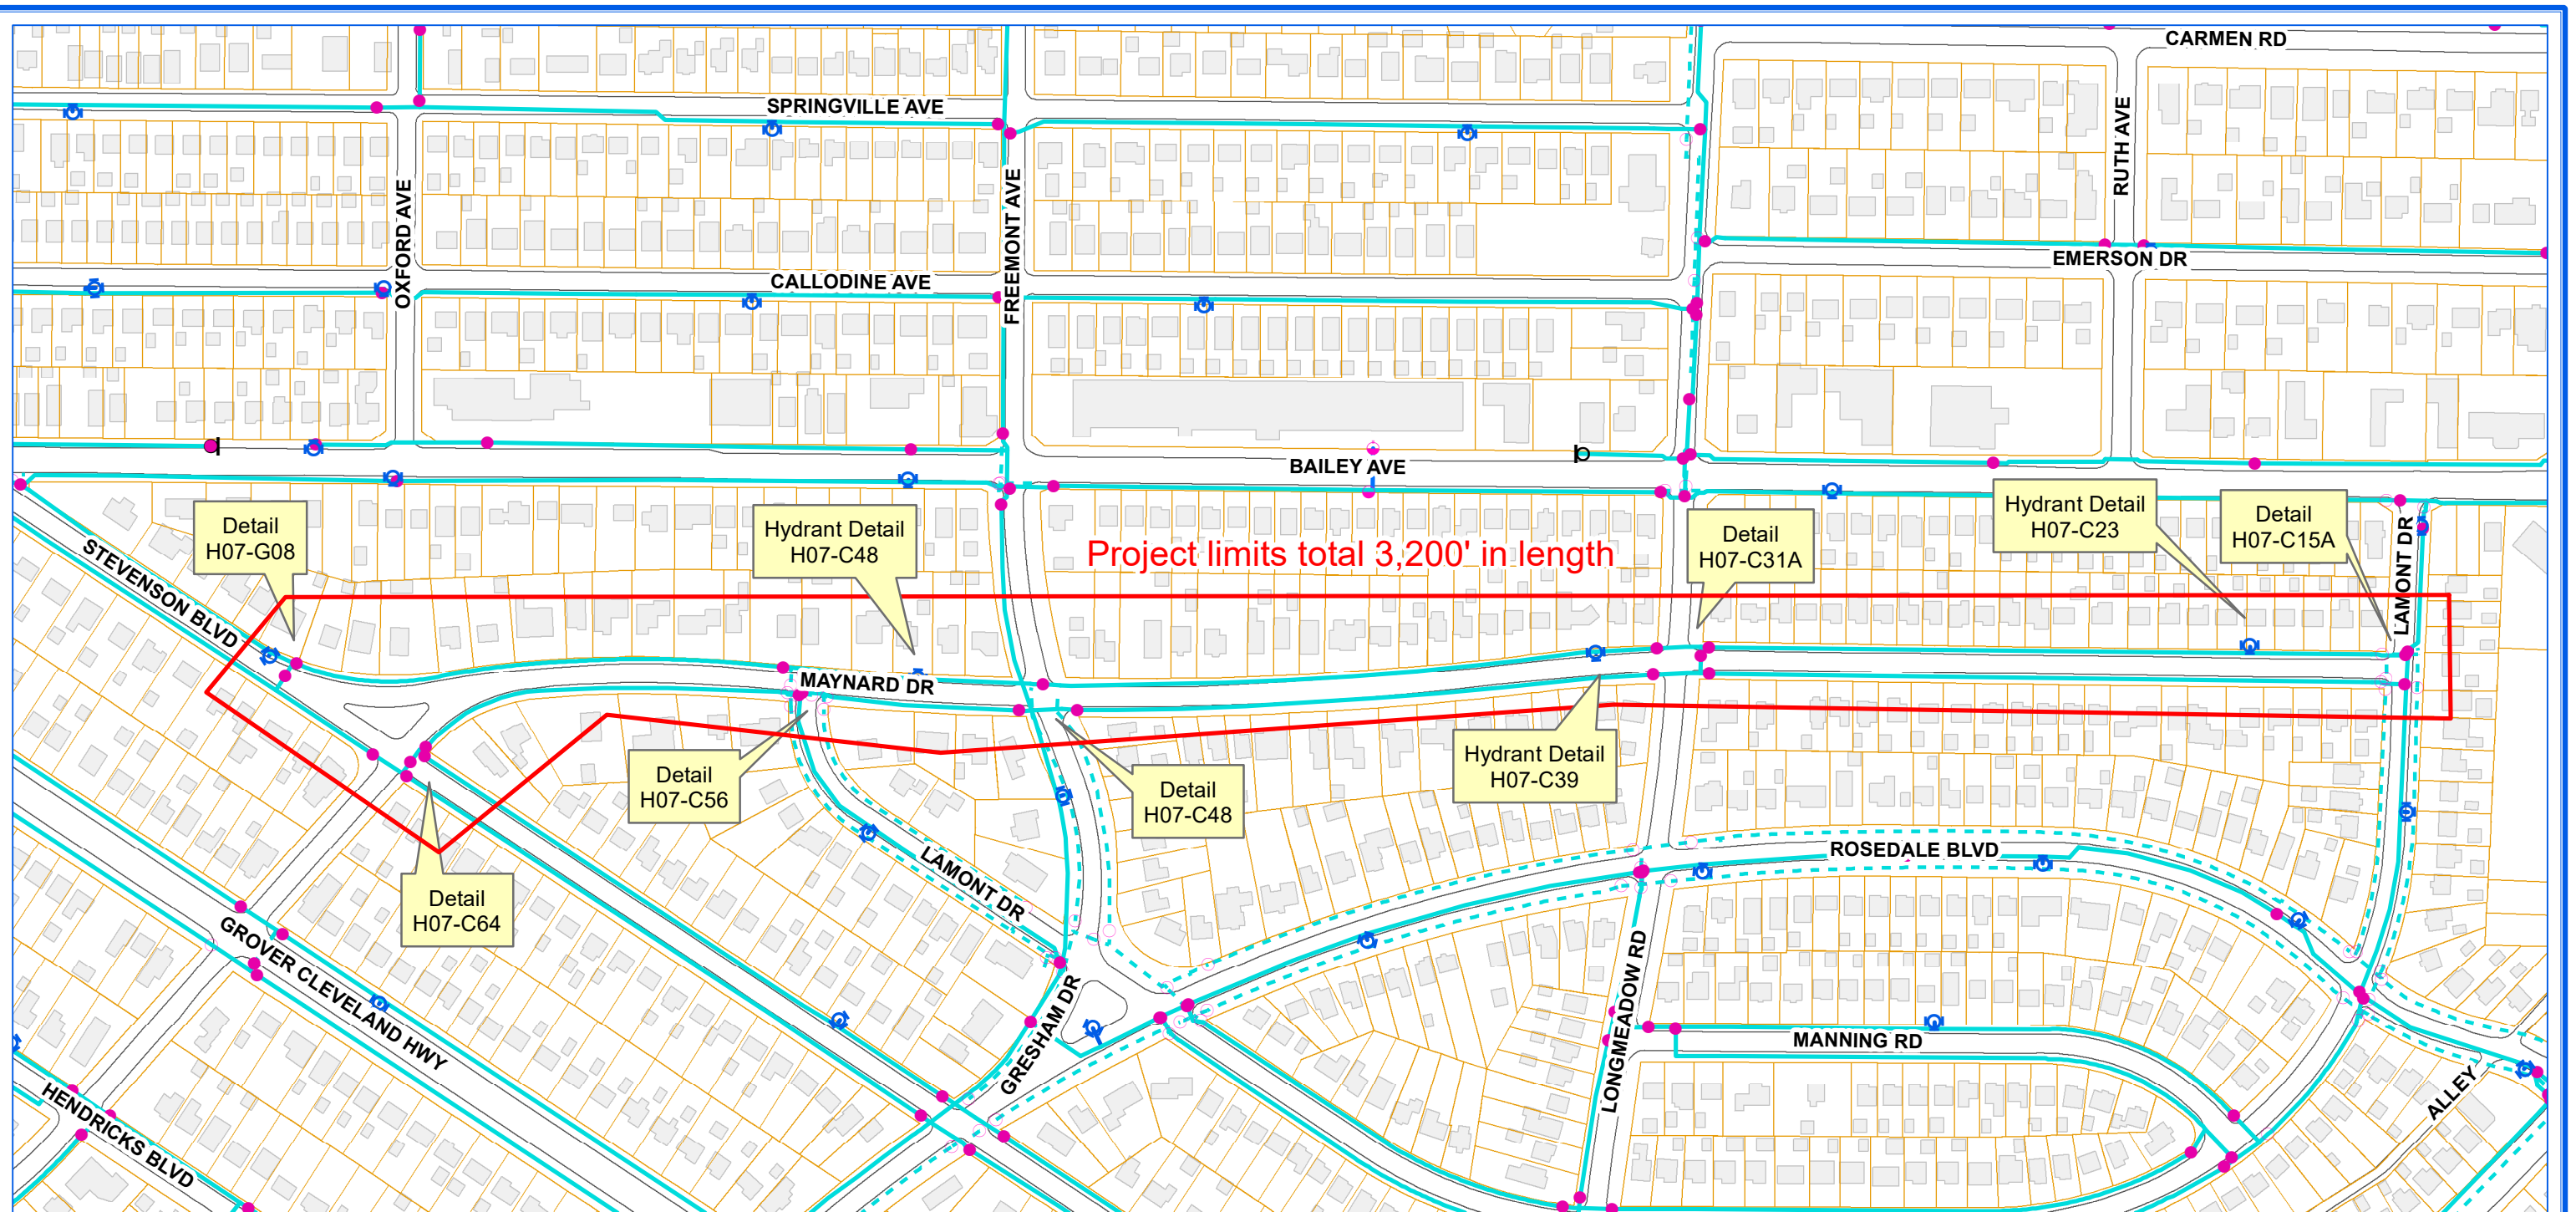 CARMEN RD
SPRINGVILLE AVE
RUTH AVE
OXFORD AVE
FREEMONT AVE
EMERSON DR
CALLODINE AVE
BAILEY AVE
Detail
H07-G08
Hydrant Detail
H07-C48
Project limits total 3,200' in length
Detail
H07-C31A
Hydrant Detail
H07-C23
Detail
H07-C15A
LAMONT DR
STEVENSON BLVD
MAYNARD DR
Detail
H07-C56
Detail
H07-C48
Hydrant Detail
H07-C39
Detail
H07-C64
LAMONT DR
ROSEDALE BLVD
GROVER CLEVELAND HWY
GRESHAM DR
LONGMEADOW RD
MANNING RD
HENDRICKS BLVD
ALLEY